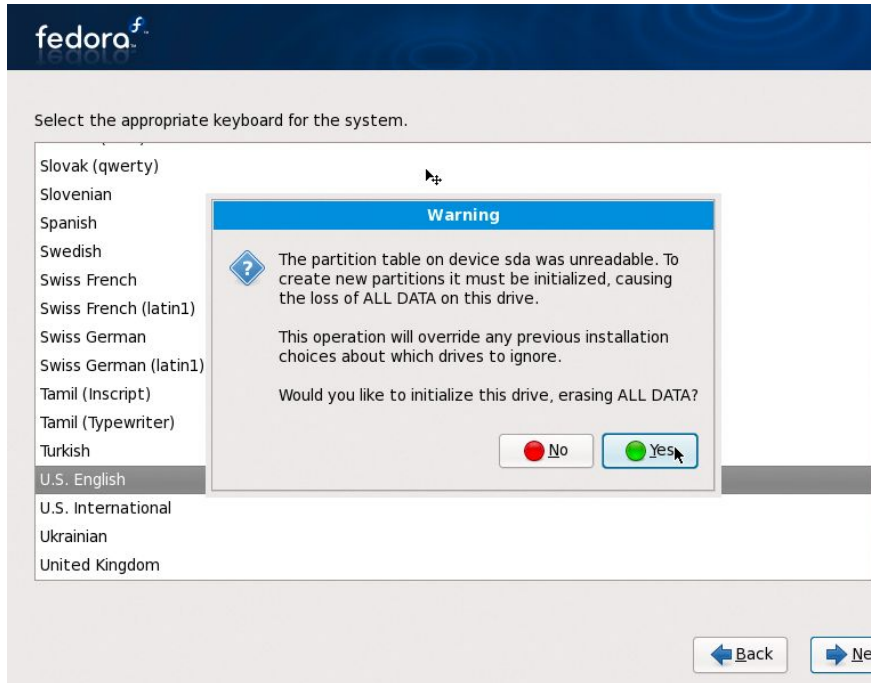 fedora
Select the appropriate keyboard for the system.
Slovak (qwerty)
Slovenian
Spanish
Swedish
Swiss French
Swiss French (latin1)
Swiss German
Swiss German (latin1)
Tamil (Inscript)
Tamil (Typewriter)
Turkish
U.S. English
U.S. International
Ukrainian
United Kingdom
Warning
The partition table on device sda was unreadable. To
create new partitions it must be initialized, causing
the loss of ALL DATA on this drive.
This operation will override any previous installation
choices about which drives to ignore.
Would you like to initialize this drive, erasing ALL DATA?
No
Yes
Back
Ne